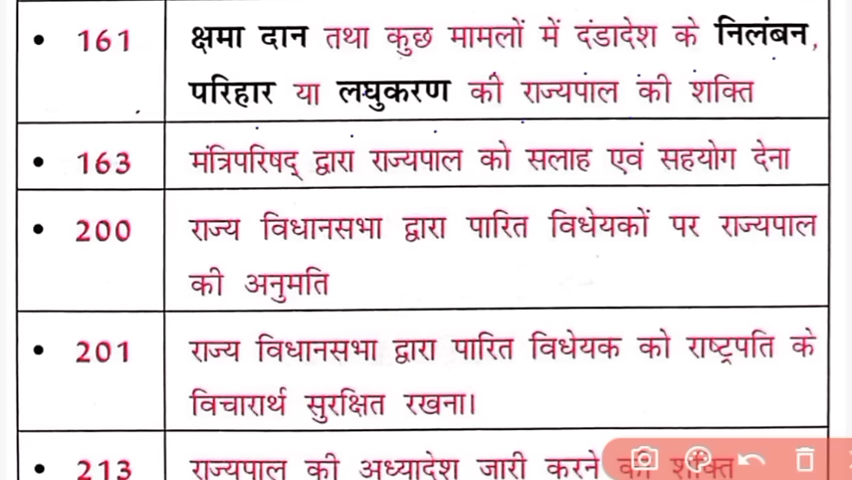 • 161 क्षमा दान तथा कुछ मामलों में दंडादेश के निलंबन,
परिहार या लघुकरण की राज्यपाल की शक्ति
• 163 मंत्रिपरिषद् द्वारा राज्यपाल को सलाह एवं सहयोग देना
• 200 राज्य विधानसभा द्वारा पारित विधेयकों पर राज्यपाल
की अनुमति
• 201 राज्य विधानसभा द्वारा पारित विधेयक को राष्ट्रपति के
विचारार्थ सुरक्षित रखना।
• 213 राज्यपाल की अध्यादेश जारी करने की शक्ति